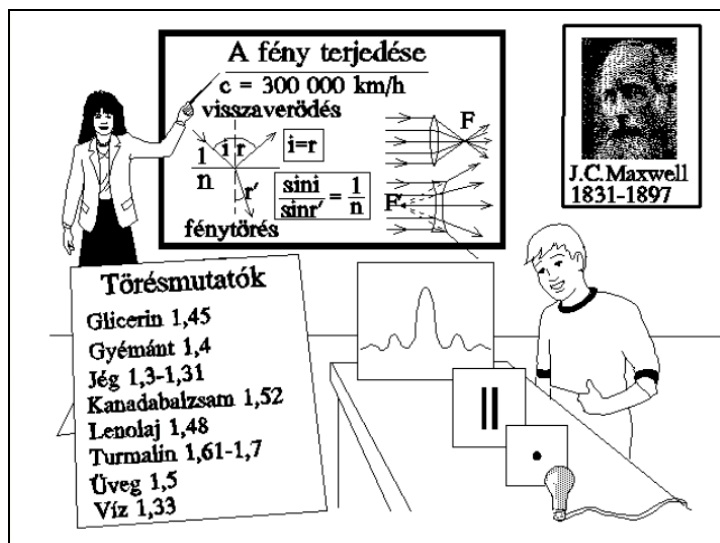 A fény terjedése
c = 300 000 km/h
visszaverödés
i r
i=r
1
n
r'
sini
sinr' = 1
n
fénytörés
F
F'
J.C.Maxwell
1831-1897
Törésmutatók
Glicerin 1,45
Gyémánt 1,4
Jég 1,3-1,31
Kanadabalzsam 1,52
Lenolaj 1,48
Turmalin 1,61-1,7
Üveg 1,5
Víz 1,33